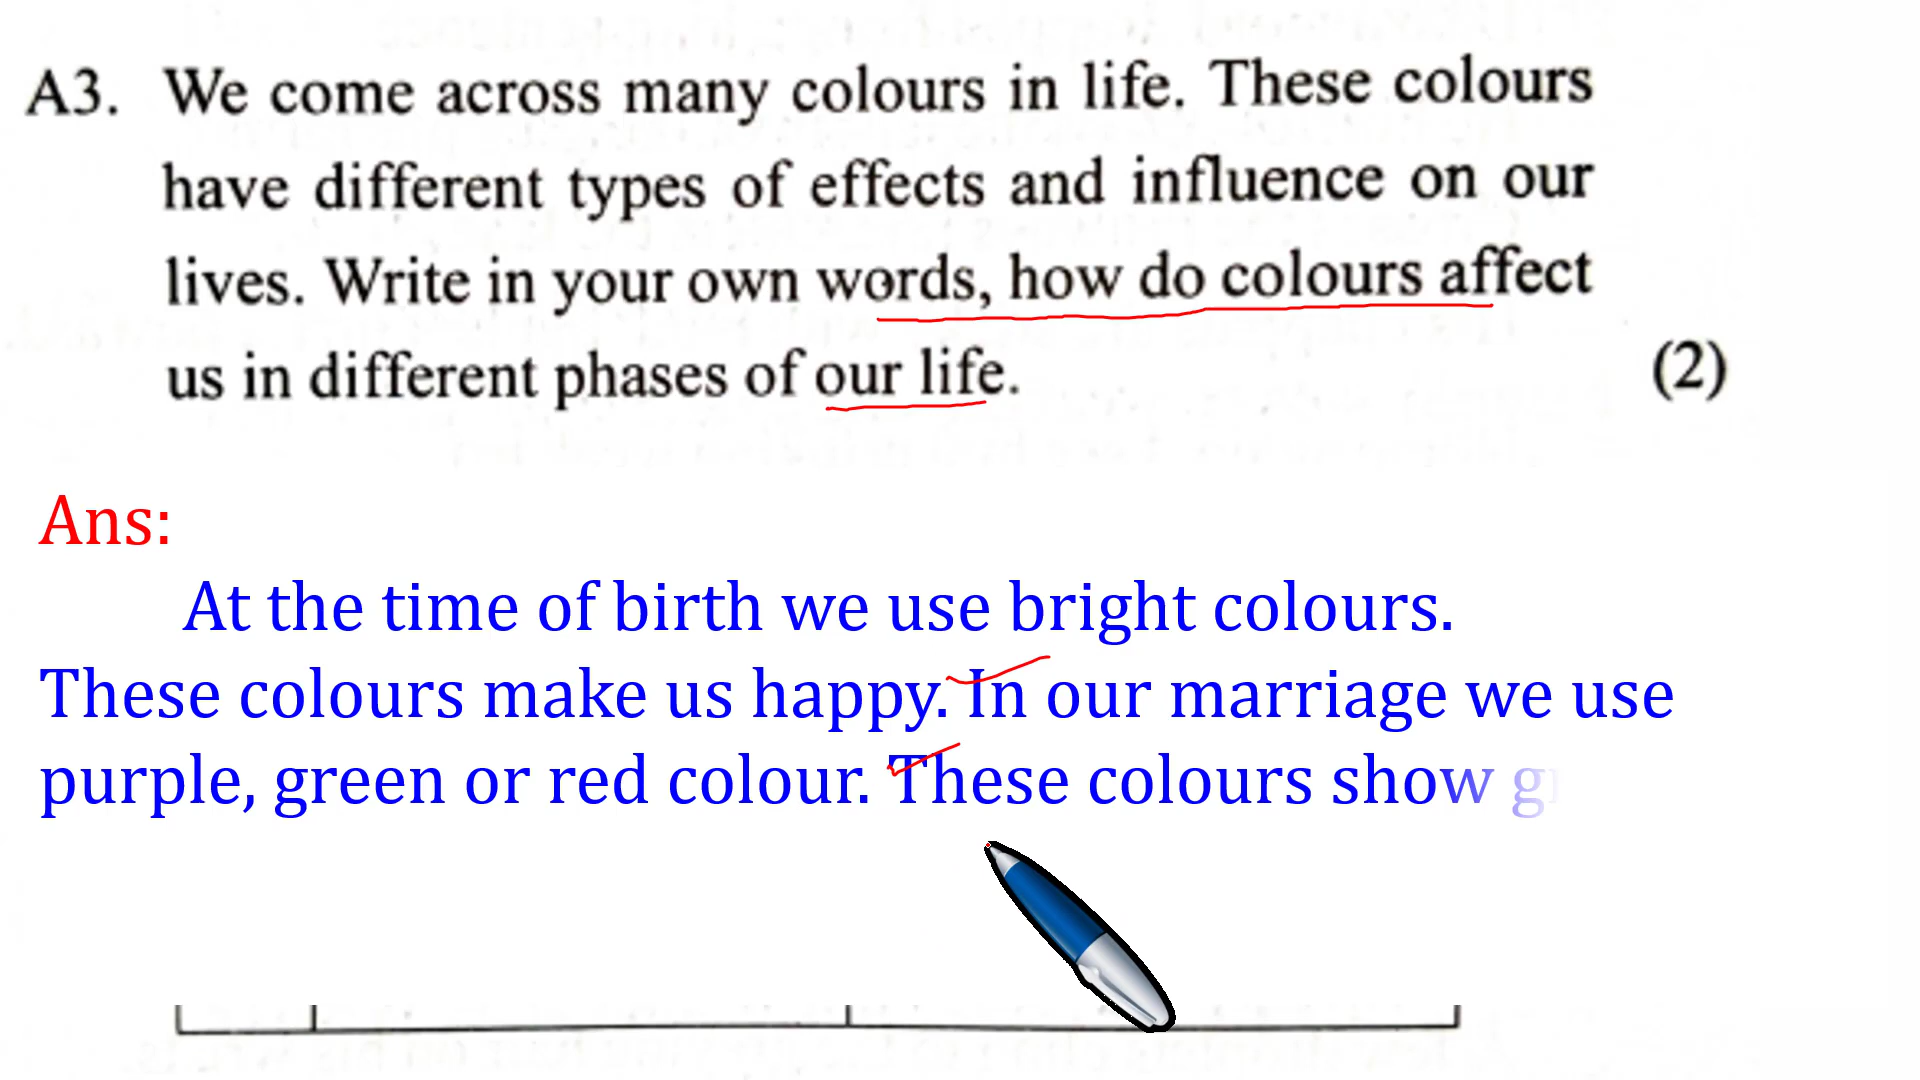 A3. We come across many colours in life. These colours
have different types of effects and influence on our
lives. Write in your own words, how do colours affect
us in different phases of our life. (2)
Ans:
At the time of birth we use bright colours.
These colours make us happy. In our marriage we use
purple, green or red colour. These colours show